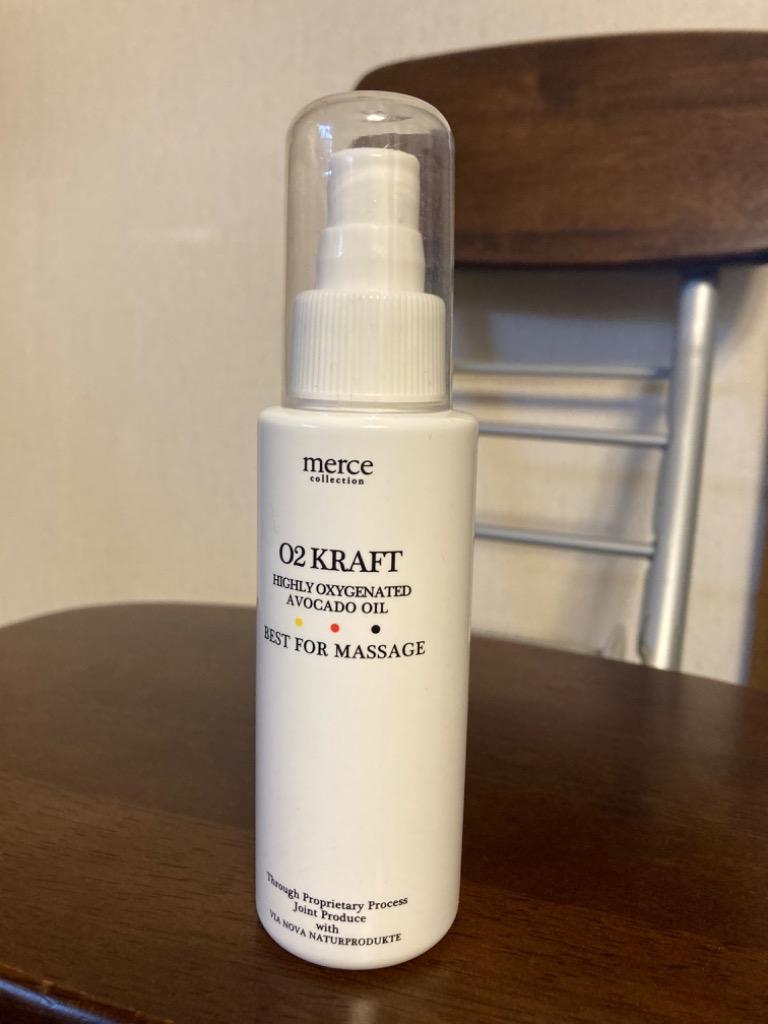 merce
collection
O2 KRAFT
HIGHLY OXYGENATED
AVOCADO OIL
BEST FOR MASSAGE
Through Proprietary Process
Joint Produce
with
VIA NOVA NATURPRODUKTE